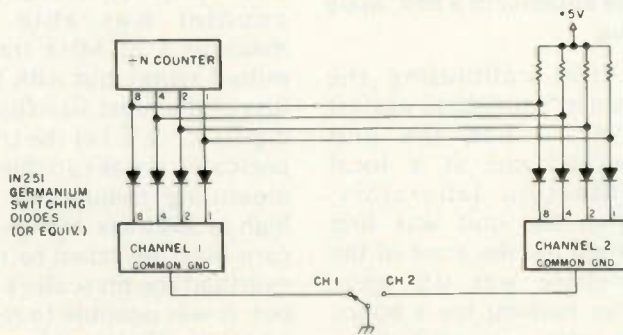 +5V
÷N COUNTER
8 4 2 1
IN251
GERMANIUM
SWITCHING
DIODES
(OR EQUIV.)
8 4 2 1
CHANNEL 1
COMMON GND
8 4 2 1
CHANNEL 2
COMMON GND
CH 1
CH 2